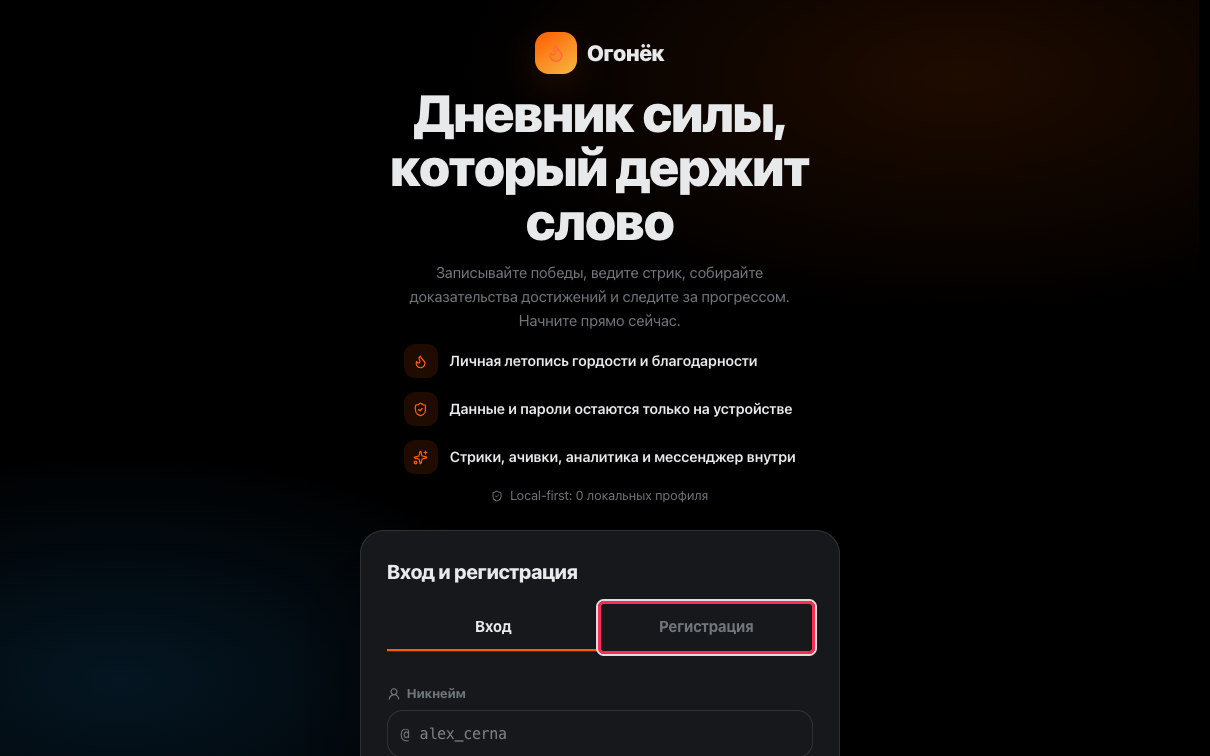 Огонёк
Дневник силы,
который держит
слово
Записывайте победы, ведите стрик, собирайте
доказательства достижений и следите за прогрессом.
Начните прямо сейчас.
Личная летопись гордости и благодарности
Данные и пароли остаются только на устройстве
Стрики, ачивки, аналитика и мессенджер внутри
Local-first: 0 локальных профиля
Вход и регистрация
Вход
Регистрация
Никнейм
@ alex_cerna